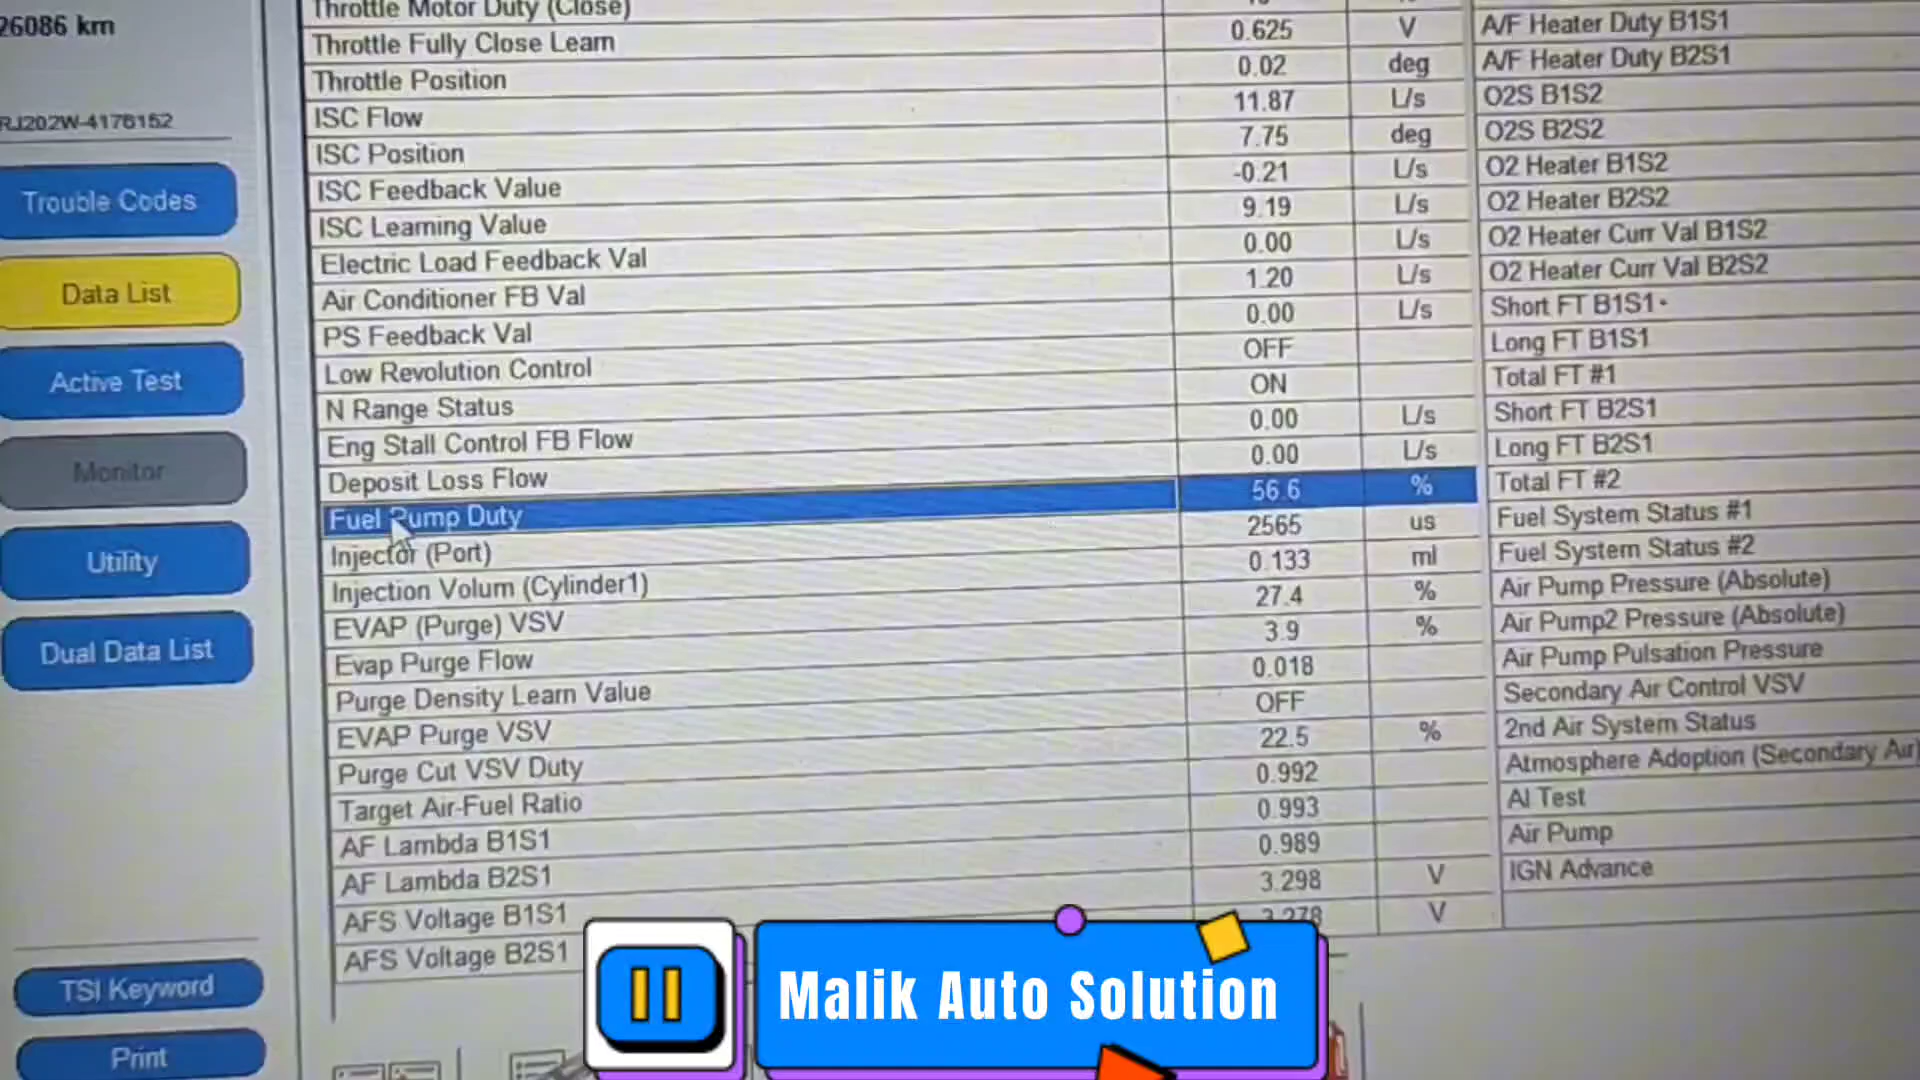 26086 km
RJ202W-4176152
Trouble Codes
Data List
Active Test
Monitor
Utility
Dual Data List
TSI Keyword
Print
Throttle Motor Duty (Close)
Throttle Fully Close Learn 0.625 V
Throttle Position 0.02 deg
ISC Flow 11.87 L/s
ISC Position 7.75 deg
ISC Feedback Value -0.21 L/s
ISC Learning Value 9.19 L/s
Electric Load Feedback Val 0.00 L/s
Air Conditioner FB Val 1.20 L/s
PS Feedback Val 0.00 L/s
Low Revolution Control OFF
N Range Status ON
Eng Stall Control FB Flow 0.00 L/s
Deposit Loss Flow 0.00 L/s
Fuel Pump Duty 56.6 %
Injector (Port) 2565 us
Injection Volum (Cylinder1) 0.133 ml
EVAP (Purge) VSV 27.4 %
Evap Purge Flow 3.9 %
Purge Density Learn Value 0.018
EVAP Purge VSV OFF
Purge Cut VSV Duty 22.5 %
Target Air-Fuel Ratio 0.992
AF Lambda B1S1 0.993
AF Lambda B2S1 0.989
AFS Voltage B1S1 3.298 V
AFS Voltage B2S1 3.278 V
A/F Heater Duty B1S1
A/F Heater Duty B2S1
O2S B1S2
O2S B2S2
O2 Heater B1S2
O2 Heater B2S2
O2 Heater Curr Val B1S2
O2 Heater Curr Val B2S2
Short FT B1S1
Long FT B1S1
Total FT #1
Short FT B2S1
Long FT B2S1
Total FT #2
Fuel System Status #1
Fuel System Status #2
Air Pump Pressure (Absolute)
Air Pump2 Pressure (Absolute)
Air Pump Pulsation Pressure
Secondary Air Control VSV
2nd Air System Status
Atmosphere Adoption (Secondary Air)
AI Test
Air Pump
IGN Advance
Malik Auto Solution